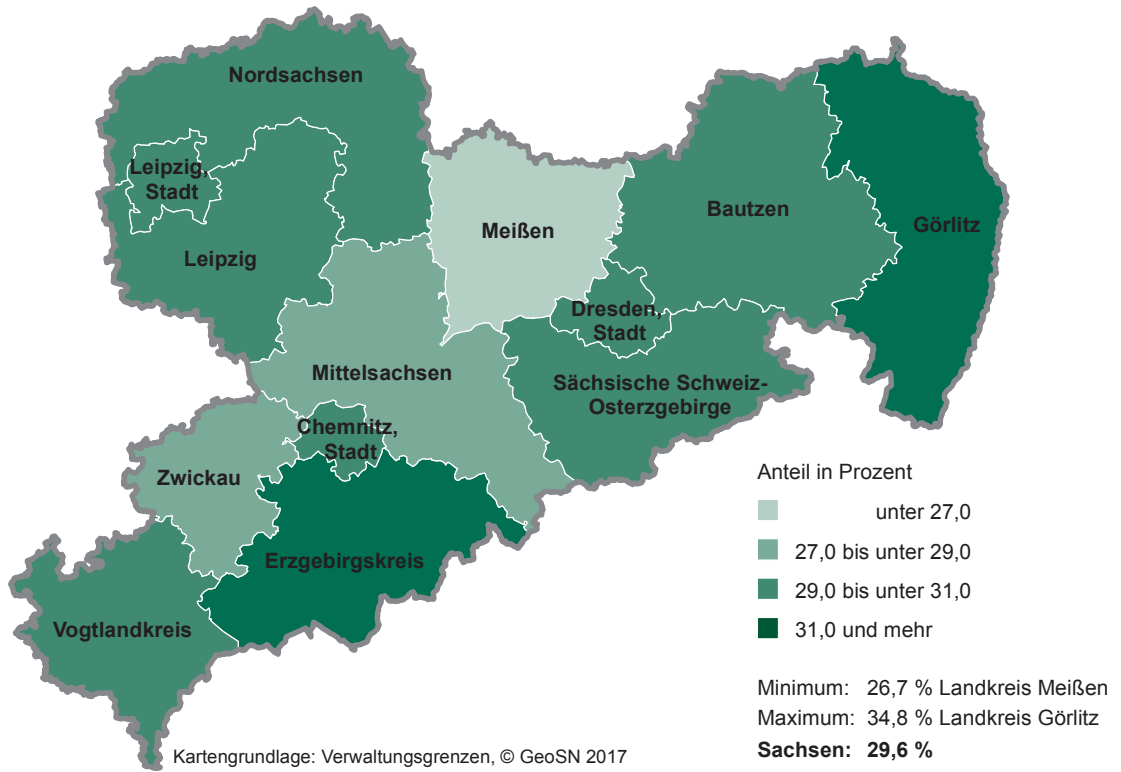 Nordsachsen
Leipzig,
Stadt
Leipzig
Meißen
Bautzen
Görlitz
Dresden,
Stadt
Mittelsachsen
Sächsische Schweiz-
Osterzgebirge
Chemnitz,
Stadt
Zwickau
Erzgebirgskreis
Vogtlandkreis
Anteil in Prozent
unter 27,0
27,0 bis unter 29,0
29,0 bis unter 31,0
31,0 und mehr
Minimum: 26,7 % Landkreis Meißen
Maximum: 34,8 % Landkreis Görlitz
Sachsen: 29,6 %
Kartengrundlage: Verwaltungsgrenzen, © GeoSN 2017